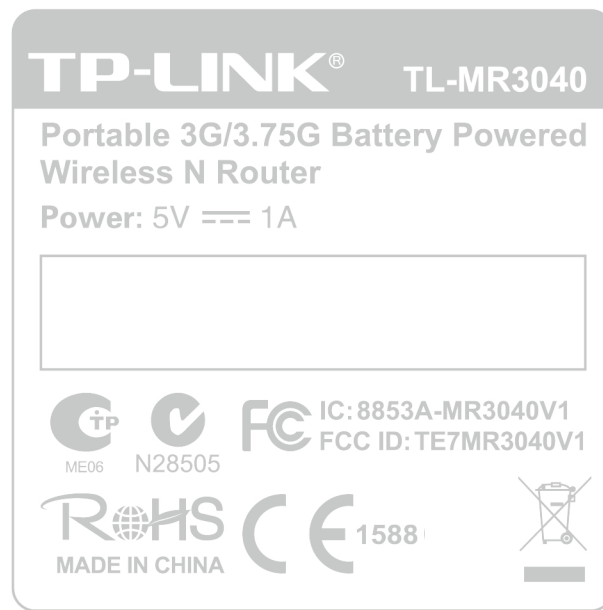 TP-LINK® TL-MR3040
Portable 3G/3.75G Battery Powered
Wireless N Router
Power: 5V ⎓ 1A
IC: 8853A-MR3040V1
FCC ID: TE7MR3040V1
ME06 N28505
RoHS CE 1588
MADE IN CHINA